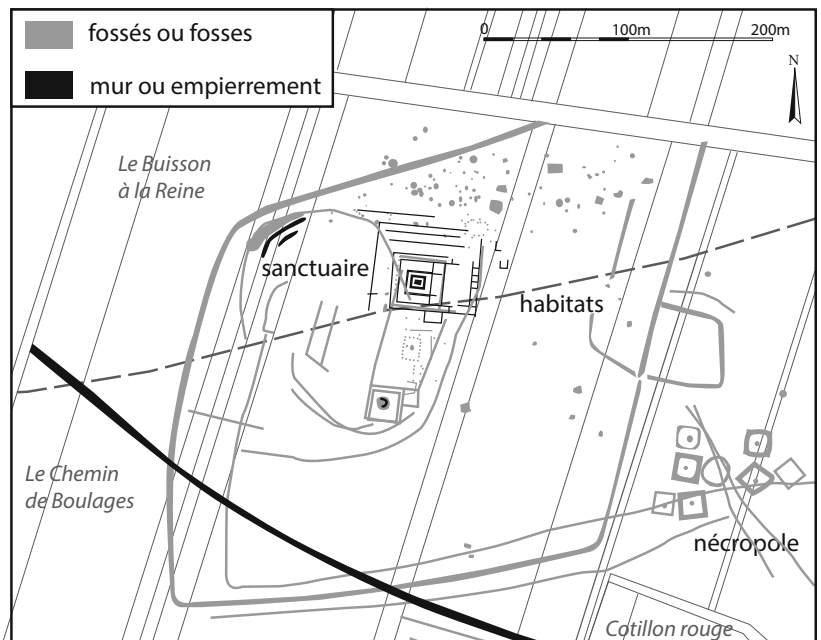 fossés ou fosses
mur ou empierrement
0 100m 200m
N
Le Buisson
à la Reine
sanctuaire
habitats
Le Chemin
de Boulages
nécropole
Cotillon rouge